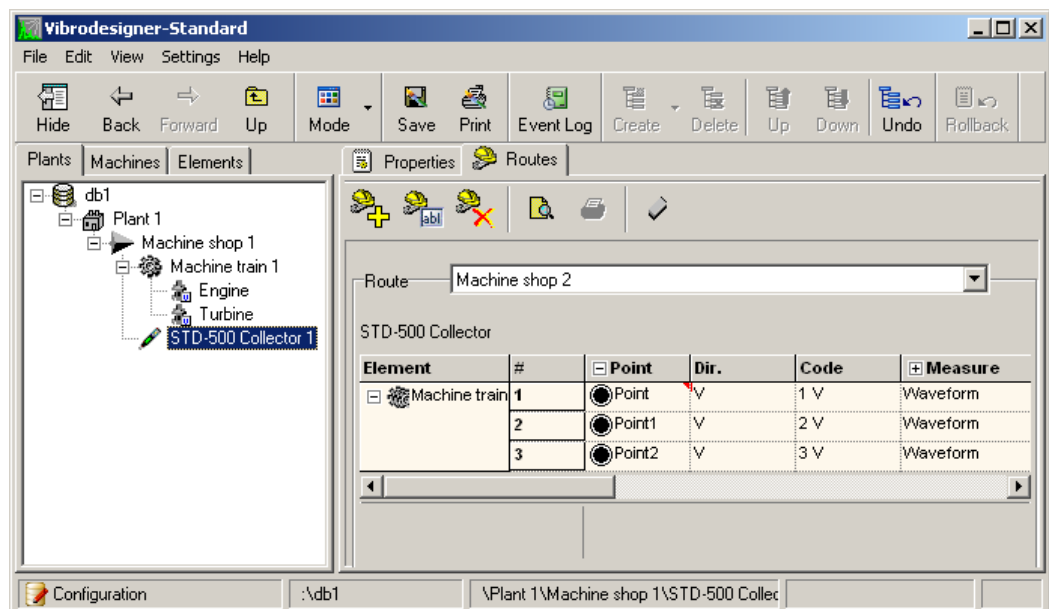 Vibrodesigner-Standard
File Edit View Settings Help
Hide Back Forward Up Mode Save Print Event Log Create Delete Up Down Undo Rollback
Plants Machines Elements Properties Routes
db1
Plant 1
Machine shop 1
Machine train 1
Engine
Turbine
STD-500 Collector 1
abl
Route Machine shop 2
STD-500 Collector
Element # Point Dir. Code Measure
Machine train 1 Point V 1 V Waveform
2 Point1 V 2 V Waveform
3 Point2 V 3 V Waveform
Configuration :\db1 \Plant 1\Machine shop 1\STD-500 Collec